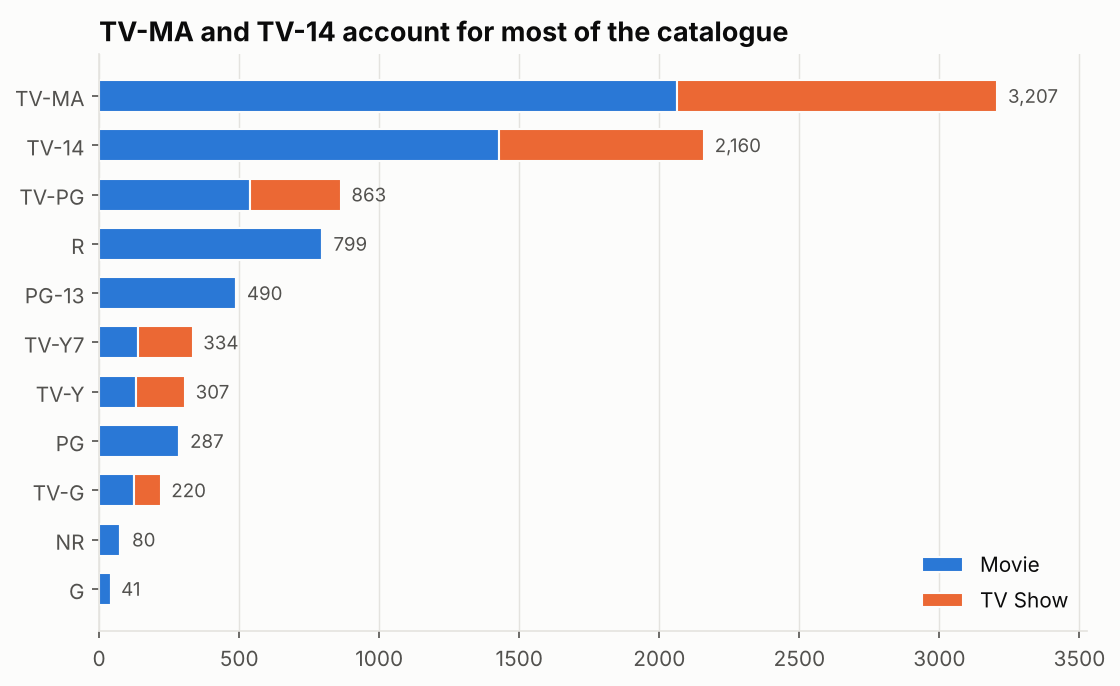 TV-MA and TV-14 account for most of the catalogue
TV-MA 3,207
TV-14 2,160
TV-PG 863
R 799
PG-13 490
TV-Y7 334
TV-Y 307
PG 287
TV-G 220
NR 80
G 41
Movie
TV Show
0 500 1000 1500 2000 2500 3000 3500